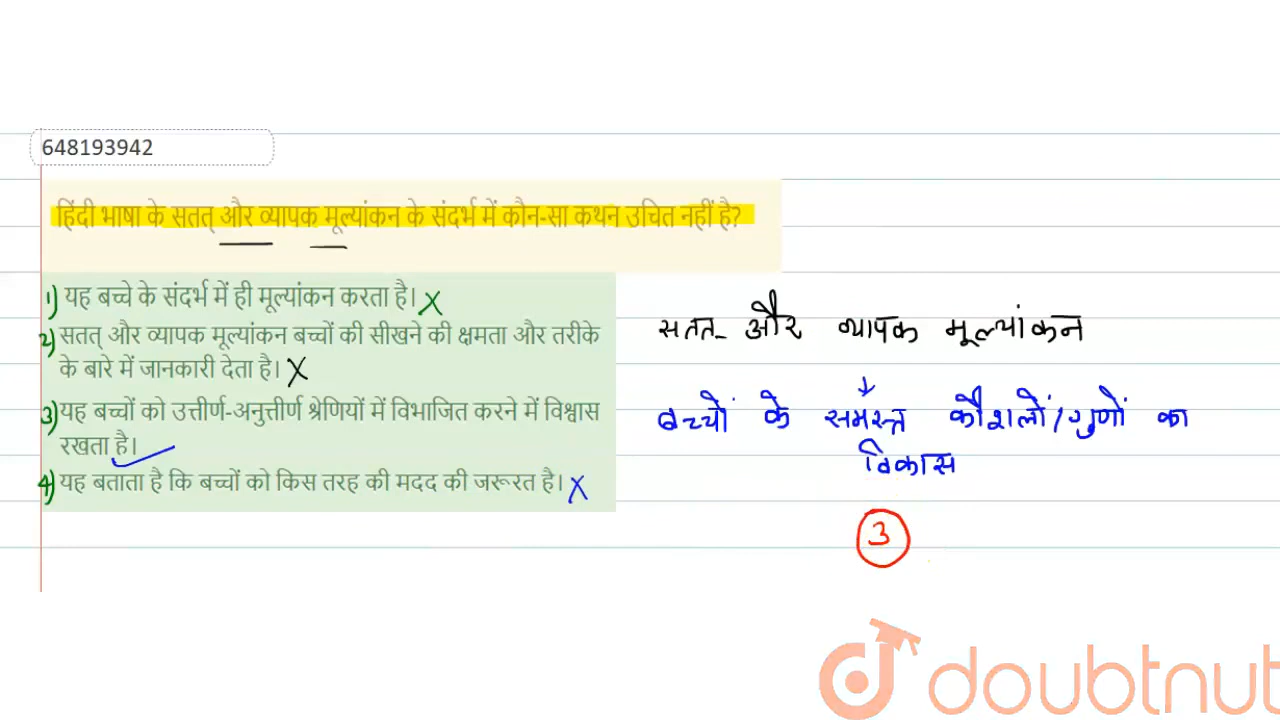 648193942
हिंदी भाषा के सतत् और व्यापक मूल्यांकन के संदर्भ में कौन-सा कथन उचित नहीं है?
1) यह बच्चे के संदर्भ में ही मूल्यांकन करता है। X
2) सतत् और व्यापक मूल्यांकन बच्चों की सीखने की क्षमता और तरीके
के बारे में जानकारी देता है। X
3) यह बच्चों को उत्तीर्ण-अनुत्तीर्ण श्रेणियों में विभाजित करने में विश्वास
रखता है।
4) यह बताता है कि बच्चों को किस तरह की मदद की जरूरत है। X
सतत- और व्यापक मूल्यांकन
बच्चों के समस्त कौशलों/गुणों का
विकास
3
doubtnut